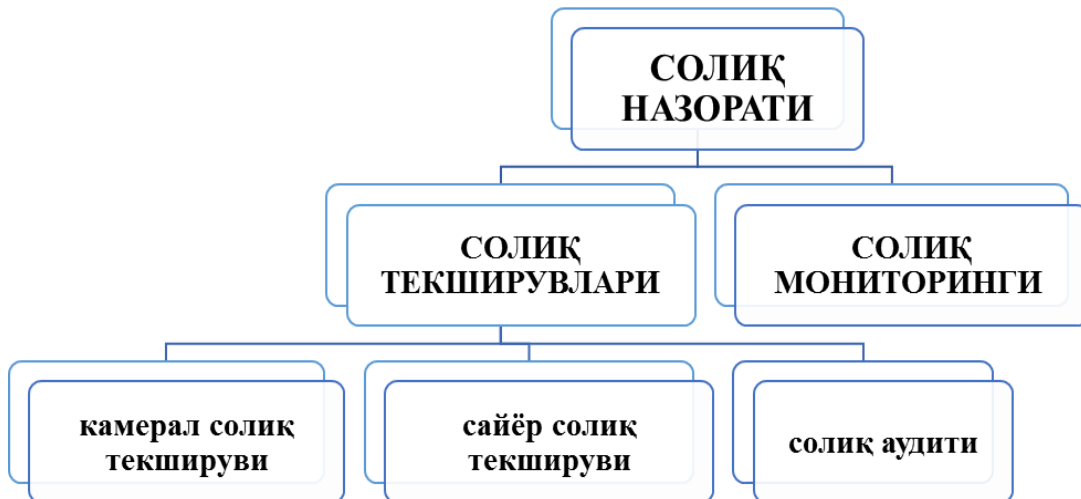 СОЛИҚ
НАЗОРАТИ
СОЛИҚ
ТЕКШИРУВЛАРИ
СОЛИҚ
МОНИТОРИНГИ
камерал солиқ
текшируви
сайёр солиқ
текшируви
солиқ аудити